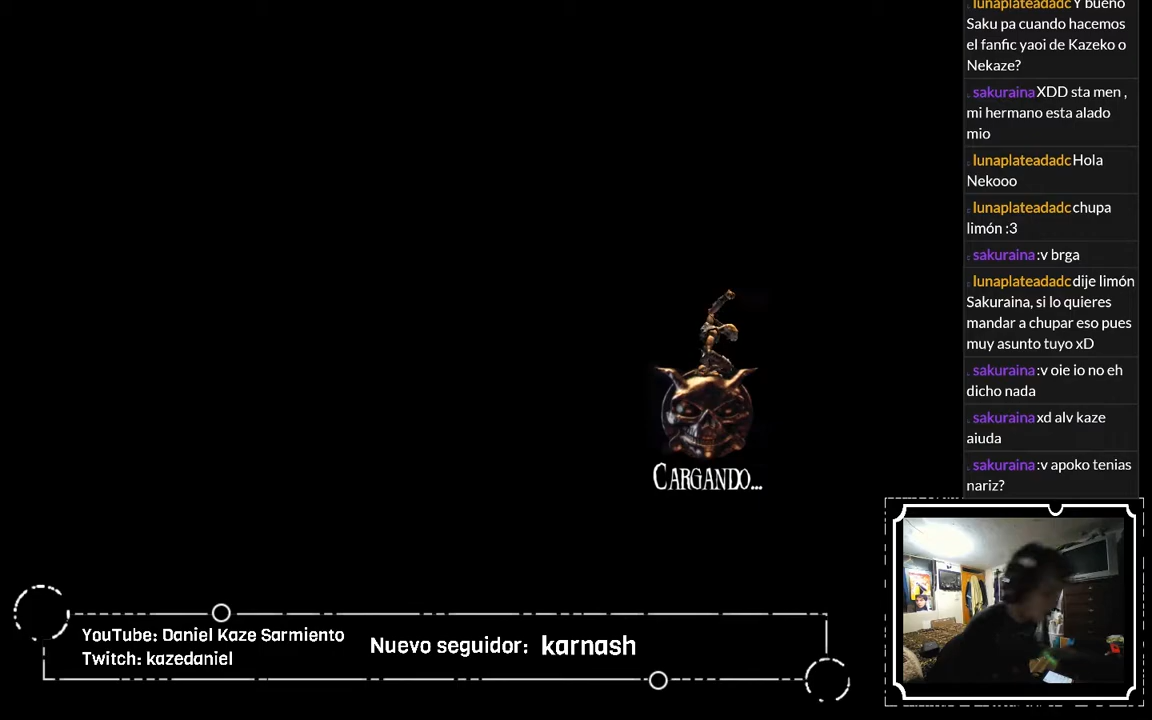 lunaplateadadc Y bueno
Saku pa cuando hacemos
el fanfic yaoi de Kazeko o
Nekaze?
sakuraina XDD sta men ,
mi hermano esta alado
mio
lunaplateadadc Hola
Nekooo
lunaplateadadc chupa
limón :3
sakuraina :v brga
lunaplateadadc dije limón
Sakuraina, si lo quieres
mandar a chupar eso pues
muy asunto tuyo xD
sakuraina :v oie io no eh
dicho nada
sakuraina xd alv kaze
aiuda
sakuraina :v apoko tenias
nariz?
CARGANDO...
YouTube: Daniel Kaze Sarmiento
Twitch: kazedaniel
Nuevo seguidor: karnash